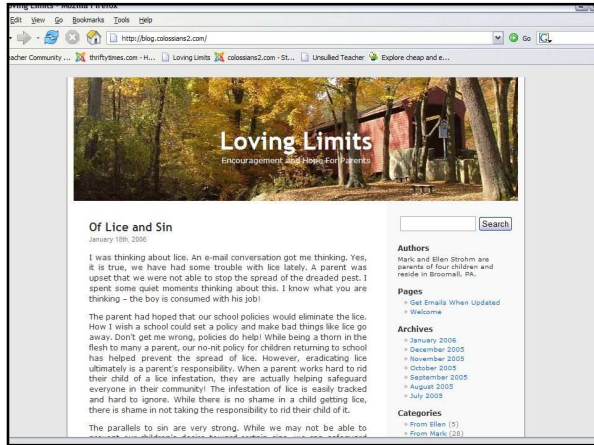 oving Limits - Mozilla Firefox
Edit View Go Bookmarks Tools Help
http://blog.colossians2.com/
Go
G
eacher Community ... thriftytimes.com - H... Loving Limits colossians2.com - St... Unsullied Teacher Explore cheap and e...
Loving Limits
Encouragement and Hope For Parents
Of Lice and Sin
January 18th, 2006
I was thinking about lice. An e-mail conversation got me thinking. Yes,
it is true, we have had some trouble with lice lately. A parent was
upset that we were not able to stop the spread of the dreaded pest. I
spent some quiet moments thinking about this. I know what you are
thinking – the boy is consumed with his job!
The parent had hoped that our school policies would eliminate the lice.
How I wish a school could set a policy and make bad things like lice go
away. Don't get me wrong, policies do help! While being a thorn in the
flesh to many a parent, our no-nit policy for children returning to school
has helped prevent the spread of lice. However, eradicating lice
ultimately is a parent's responsibility. When a parent works hard to rid
their child of a lice infestation, they are actually helping safeguard
everyone in their community! The infestation of lice is easily tracked
and hard to ignore. While there is no shame in a child getting lice,
there is shame in not taking the responsibility to rid their child of it.
The parallels to sin are very strong. While we may not be able to
prevent our children's desire toward certain sins, we can safeguard
Search
Authors
Mark and Ellen Strohm are
parents of four children and
reside in Broomall, PA.
Pages
Get Emails When Updated
Welcome
Archives
January 2006
December 2005
November 2005
October 2005
September 2005
August 2005
July 2005
Categories
From Ellen (5)
From Mark (28)